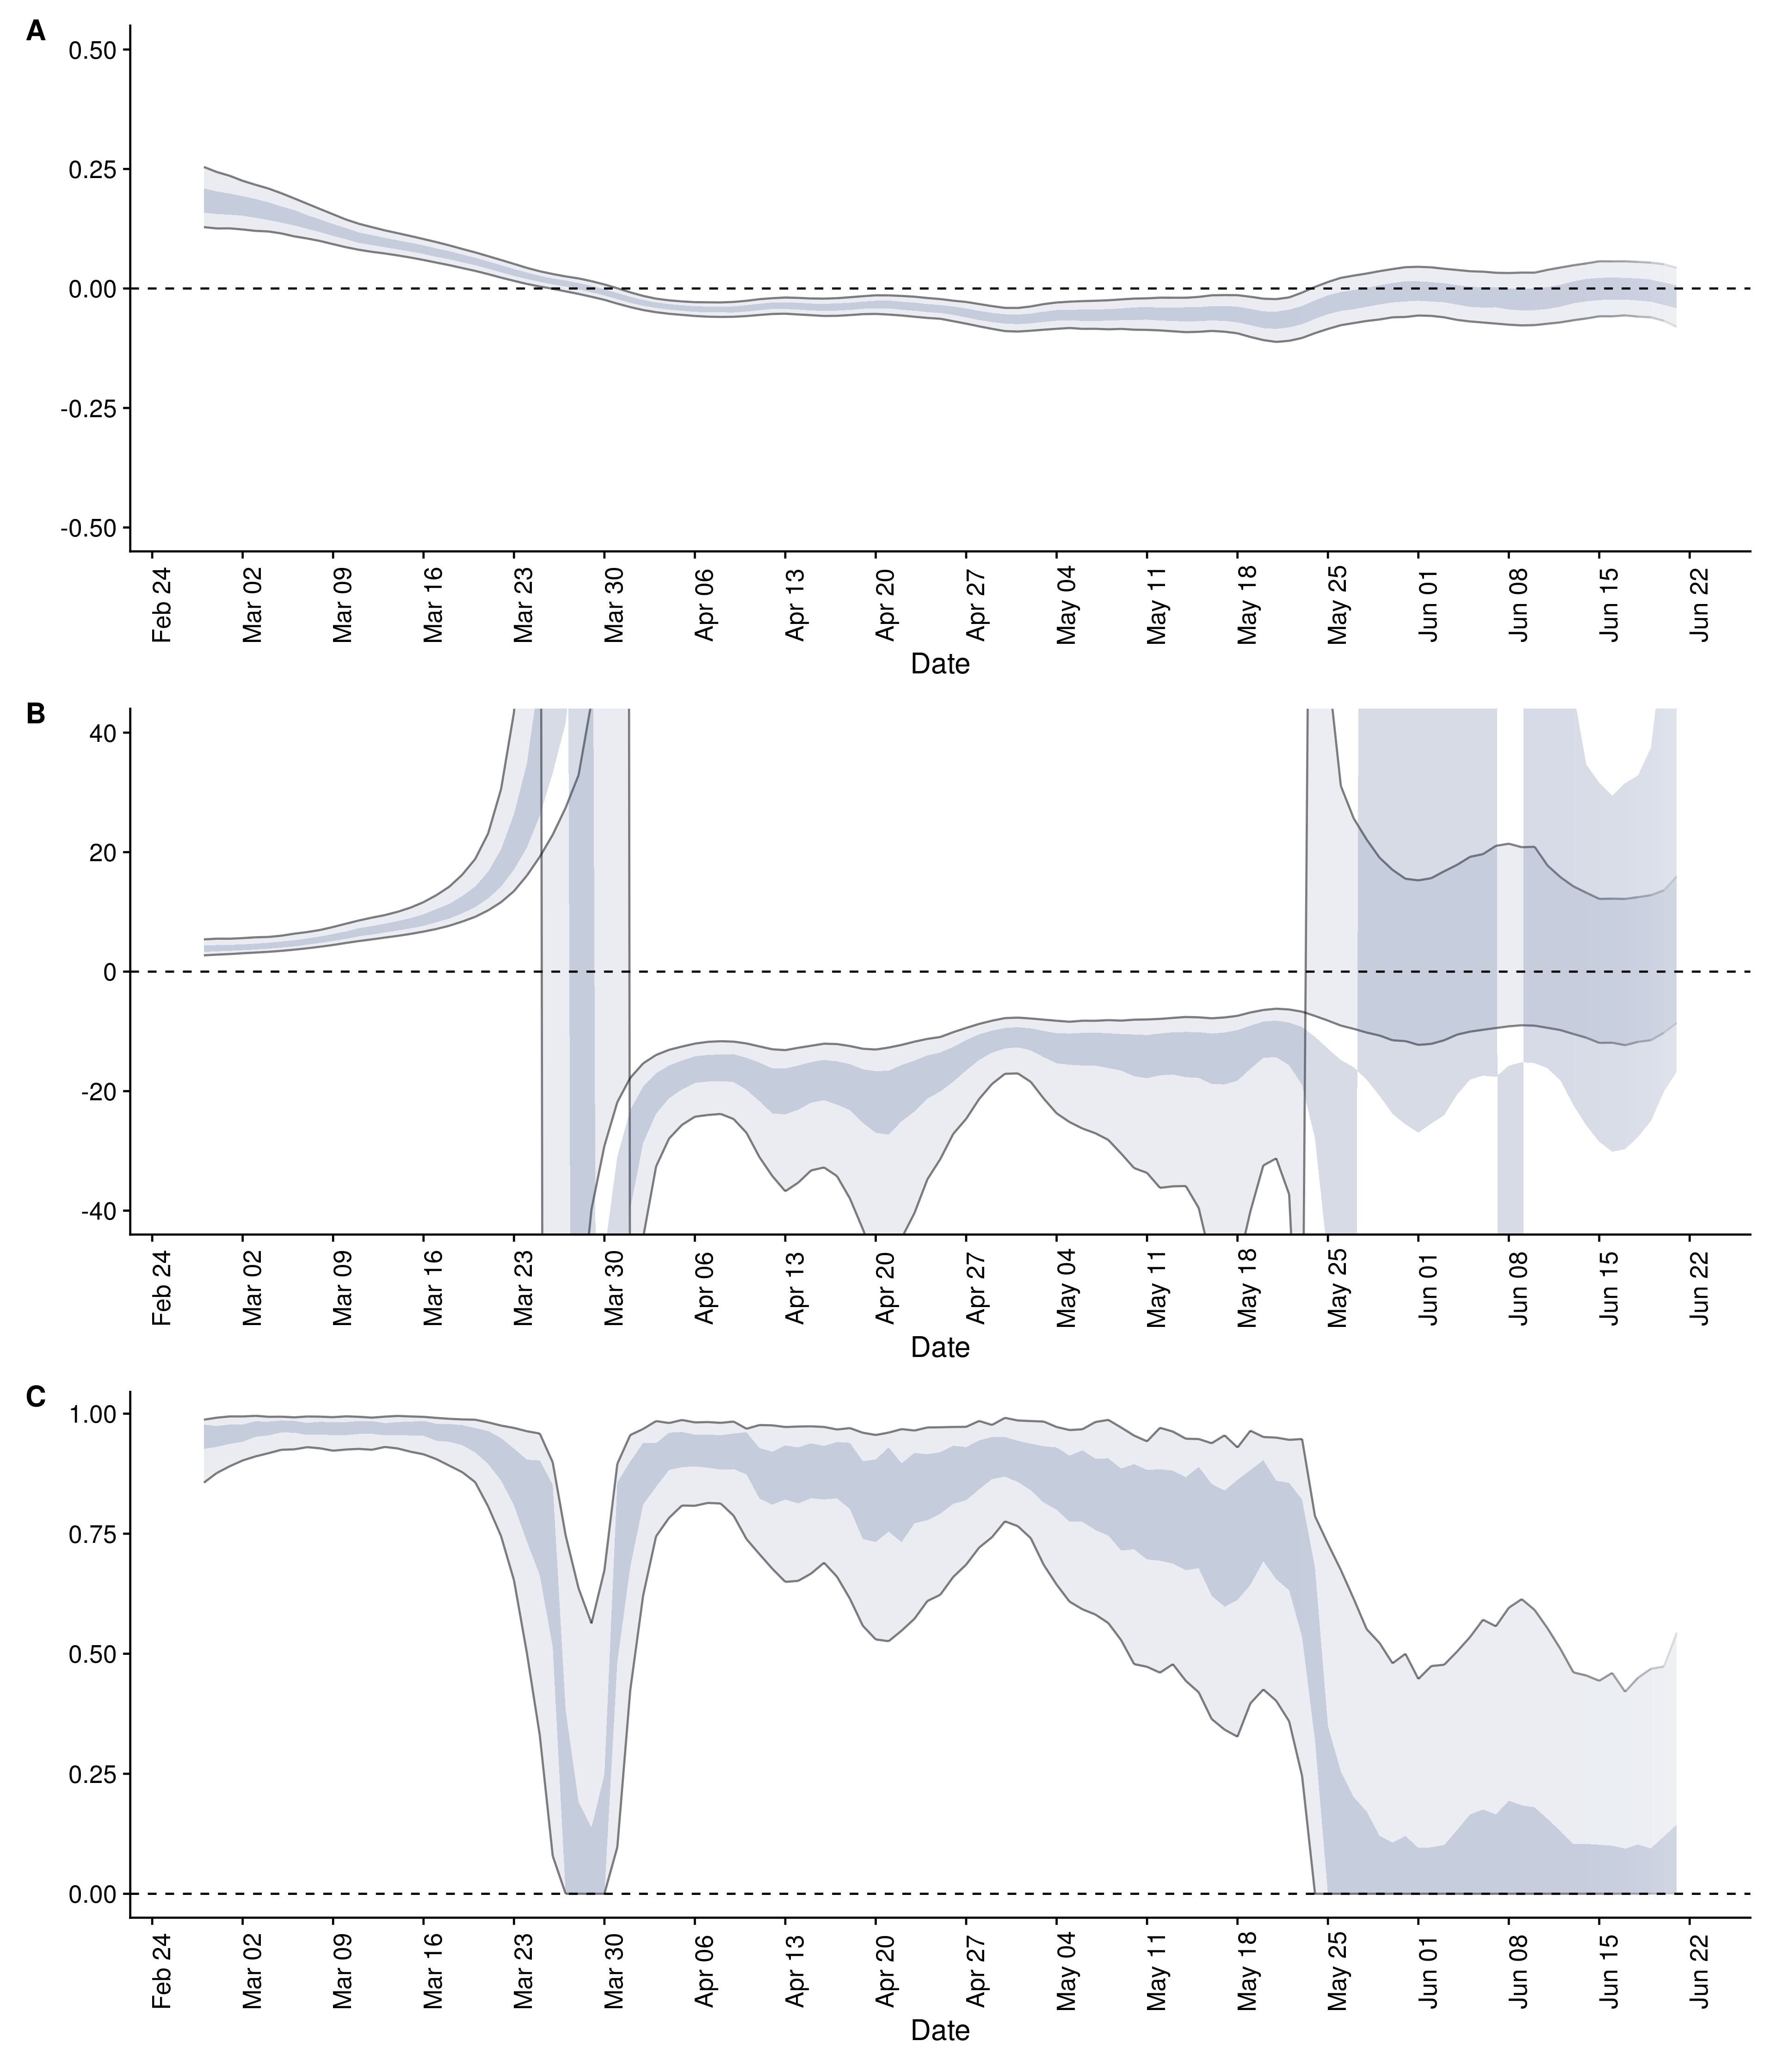 A
0.50
0.25
0.00
-0.25
-0.50
Feb 24
Mar 02
Mar 09
Mar 16
Mar 23
Mar 30
Apr 06
Apr 13
Apr 20
Apr 27
May 04
May 11
May 18
May 25
Jun 01
Jun 08
Jun 15
Jun 22
Date
B
40
20
0
-20
-40
Feb 24
Mar 02
Mar 09
Mar 16
Mar 23
Mar 30
Apr 06
Apr 13
Apr 20
Apr 27
May 04
May 11
May 18
May 25
Jun 01
Jun 08
Jun 15
Jun 22
Date
C
1.00
0.75
0.50
0.25
0.00
Feb 24
Mar 02
Mar 09
Mar 16
Mar 23
Mar 30
Apr 06
Apr 13
Apr 20
Apr 27
May 04
May 11
May 18
May 25
Jun 01
Jun 08
Jun 15
Jun 22
Date